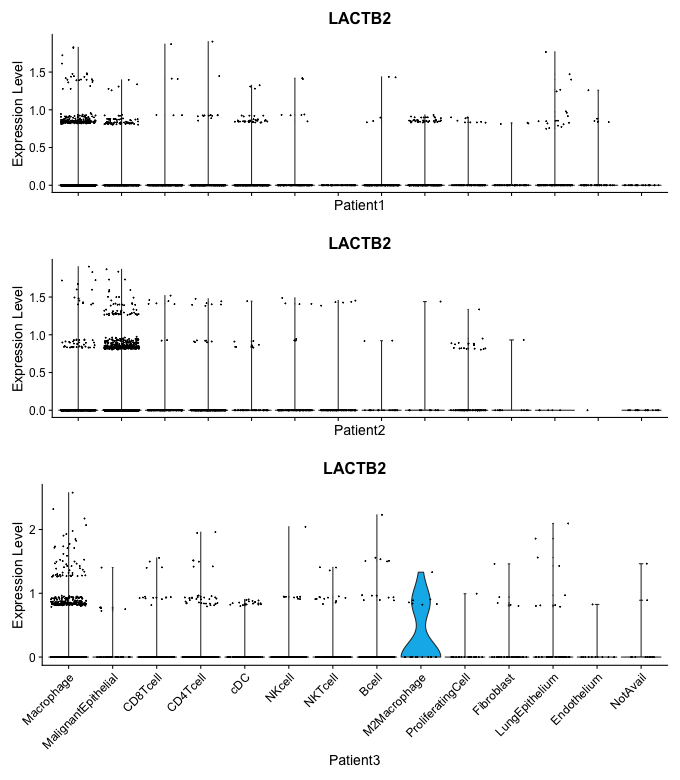 LACTB2
Expression Level
1.5
1.0
0.5
0.0
Patient1
LACTB2
Expression Level
1.5
1.0
0.5
0.0
Patient2
LACTB2
Expression Level
2
1
0
Macrophage
MalignantEpithelial
CD8Tcell
CD4Tcell
cDC
NKcell
NKTcell
Bcell
M2Macrophage
ProliferatingCell
Fibroblast
LungEpithelium
Endothelium
NotAvail
Patient3